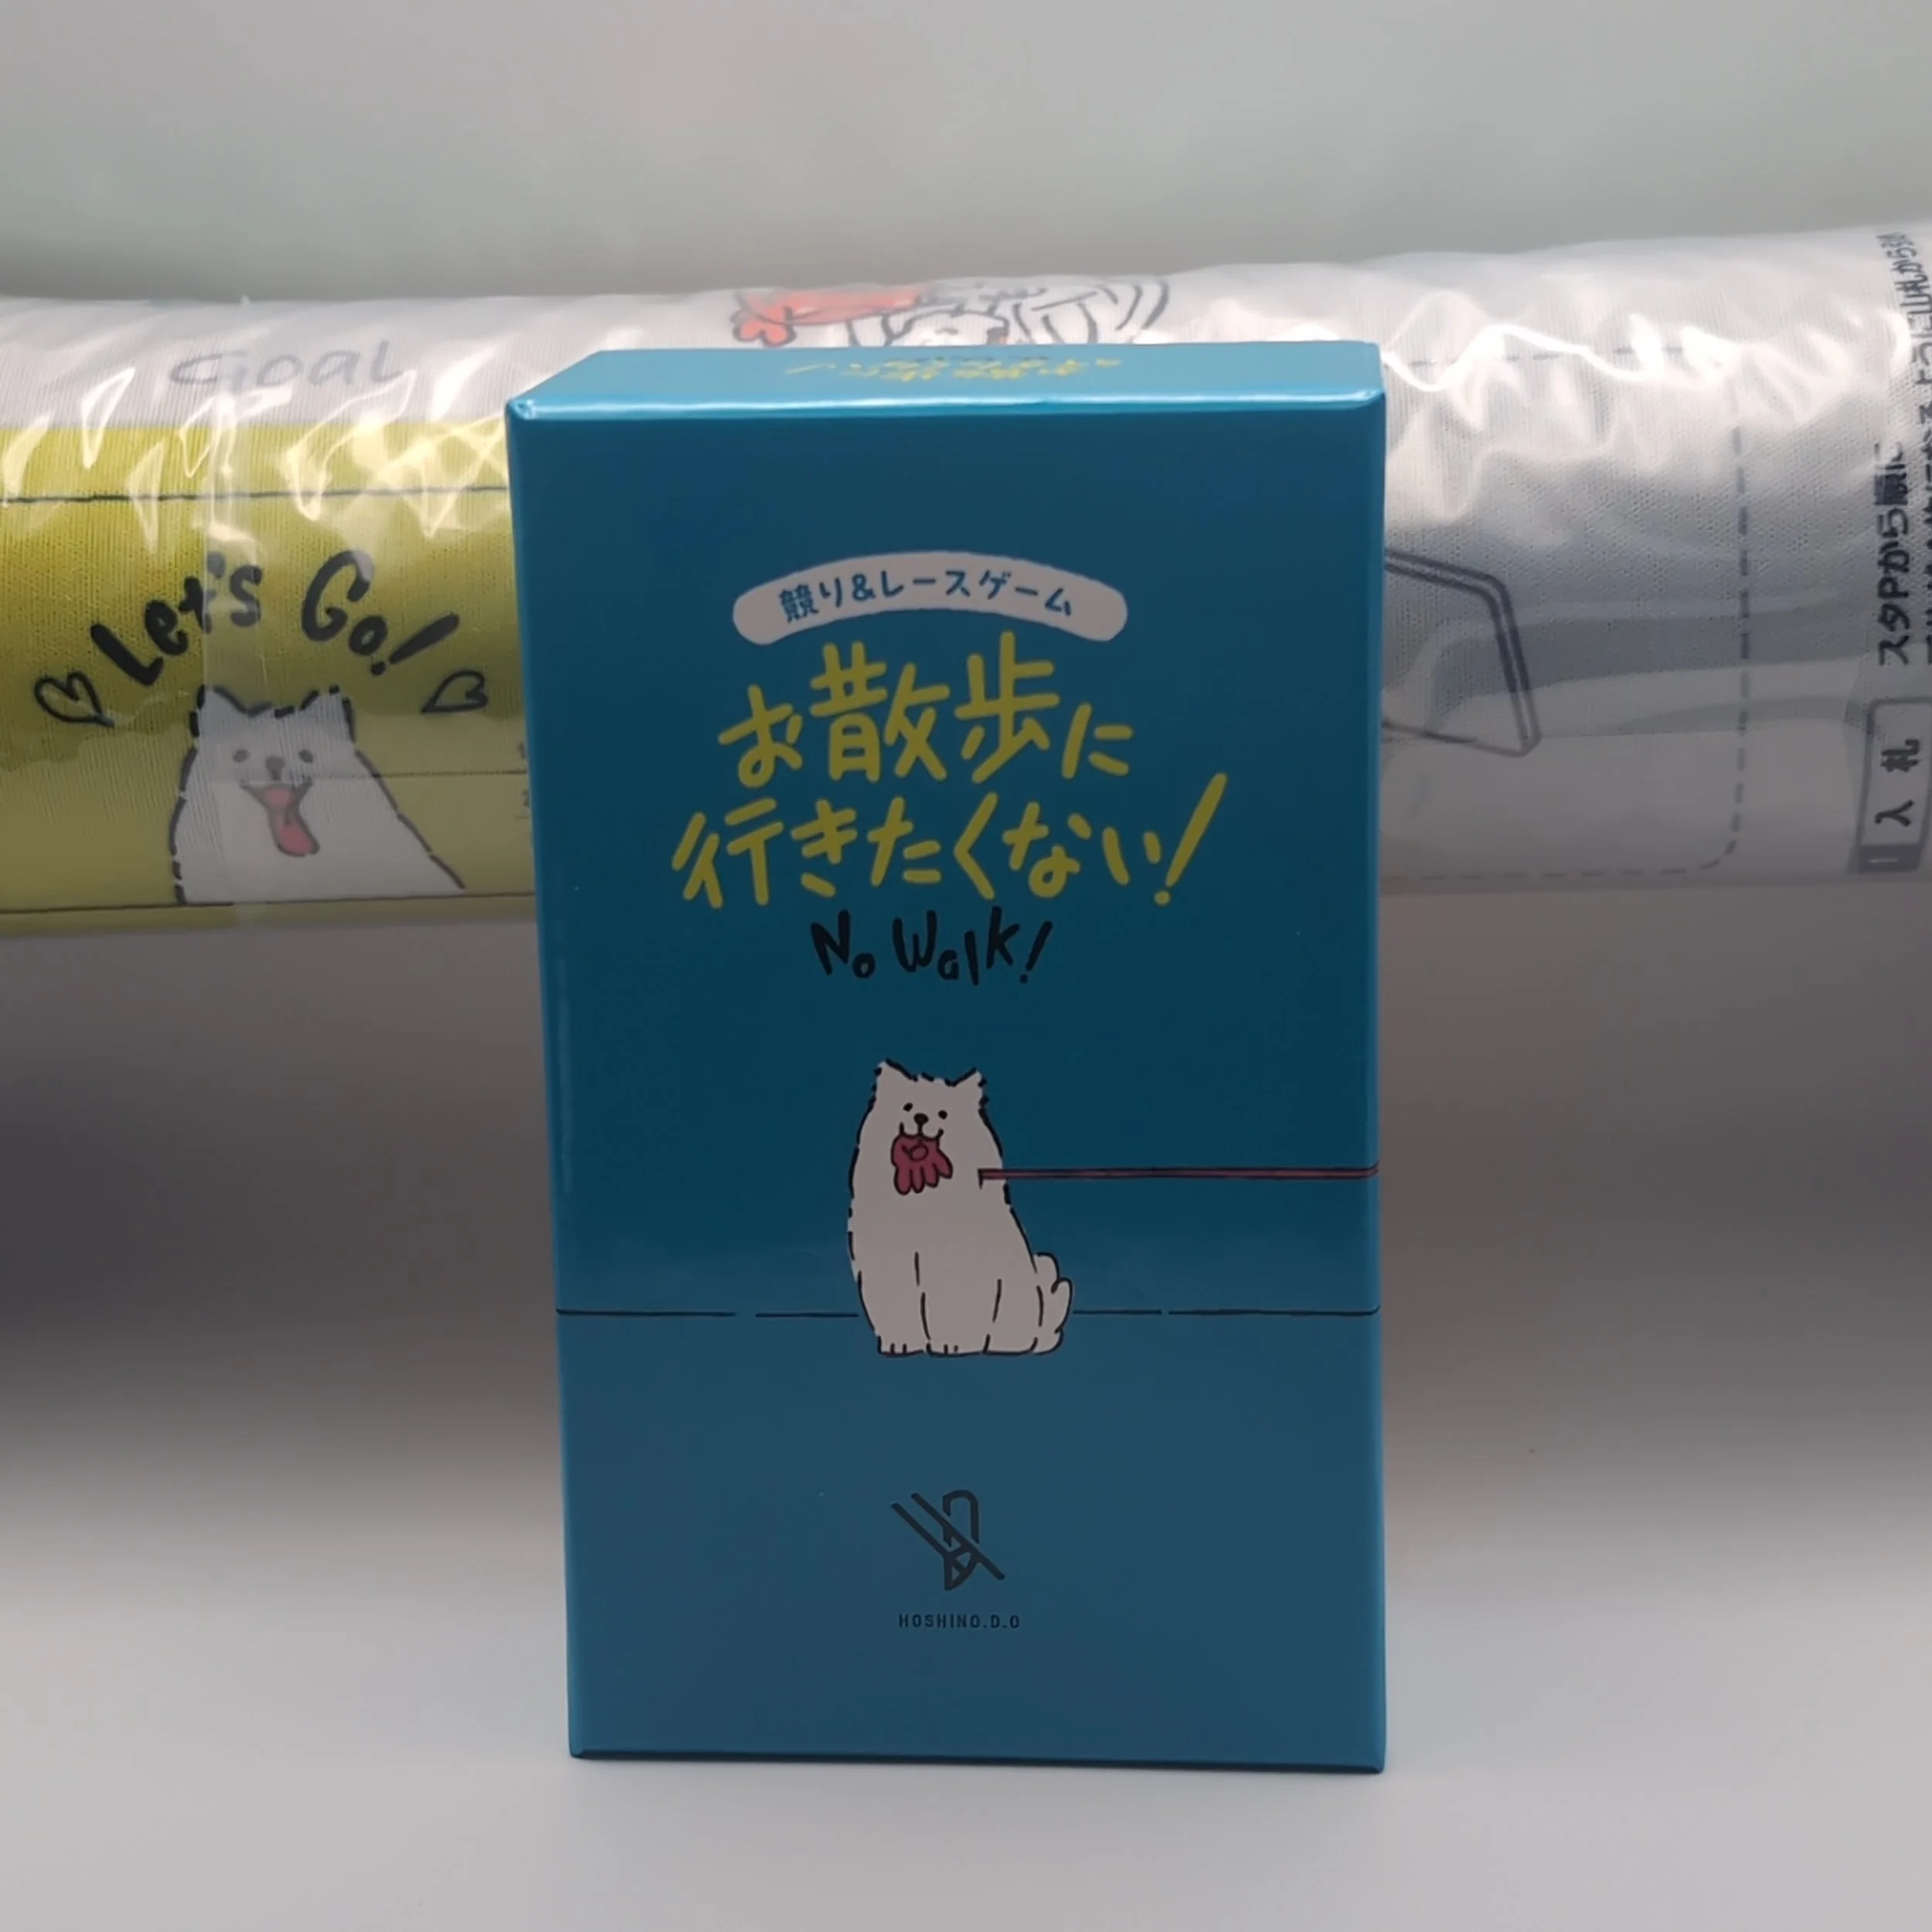 Goal
Let's Go!
競り&レースゲーム
お散歩に
行きたくない!
No Walk!
HOSHINO.D.O
スタPから順に
入札